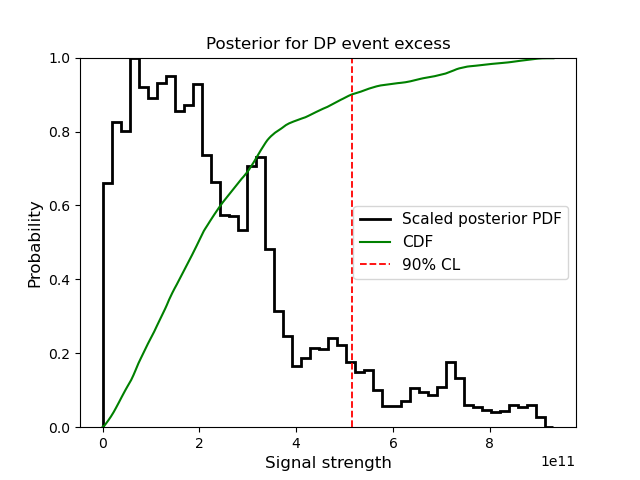 Posterior for DP event excess
1.0
0.8
0.6
0.4
0.2
0.0
Probability
Scaled posterior PDF
CDF
90% CL
0 2 4 6 8
1e11
Signal strength